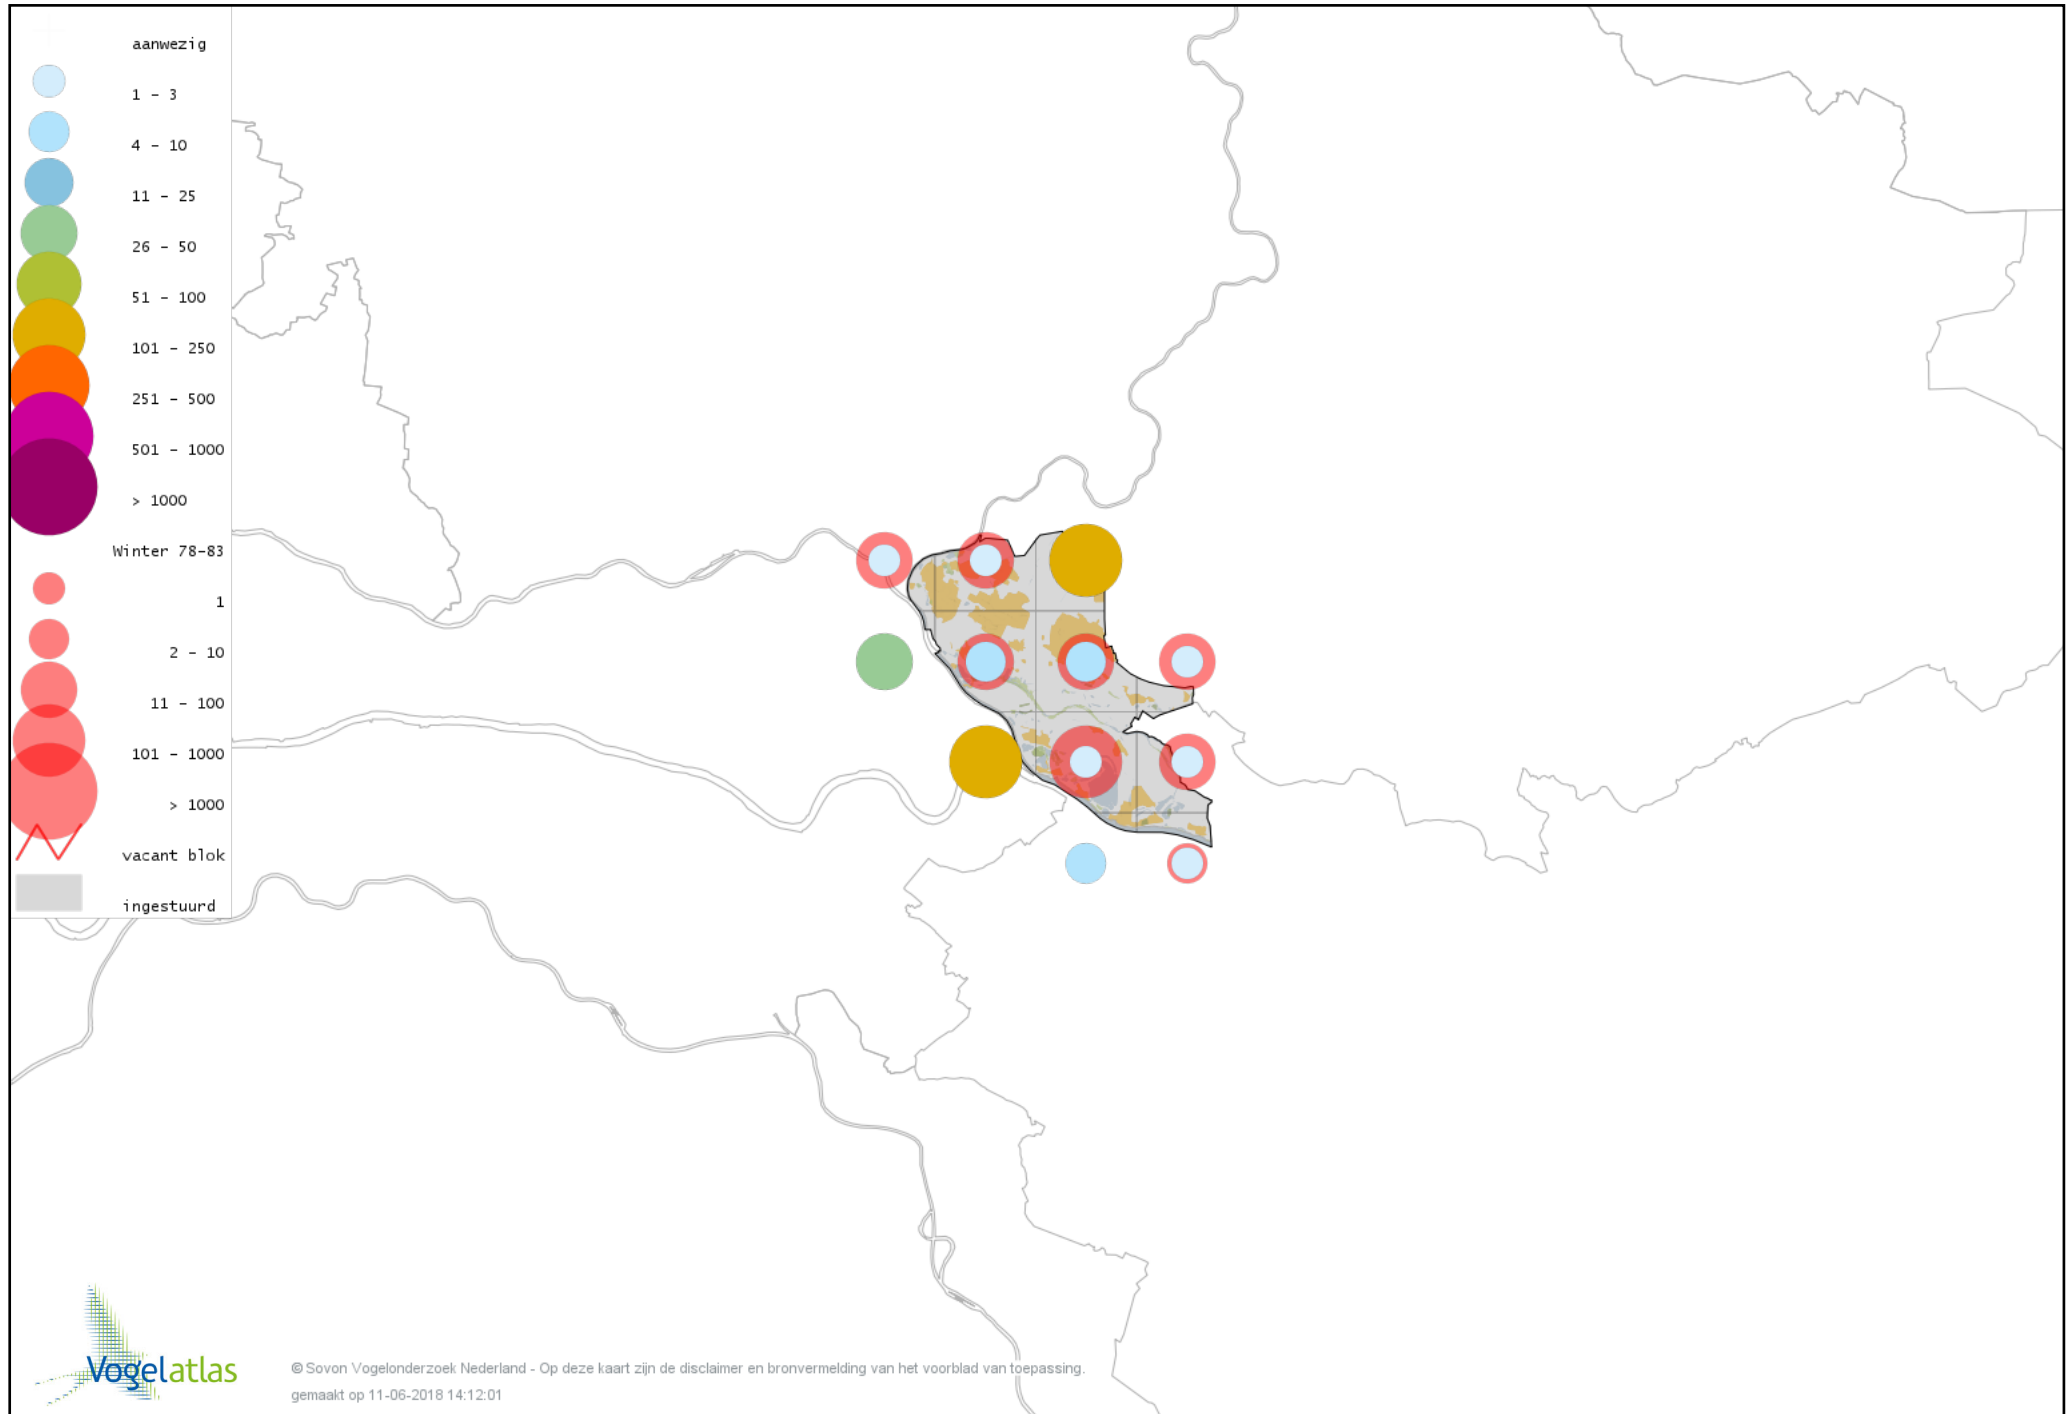 aanwezig
1 - 3
4 - 10
11 - 25
26 - 50
51 - 100
101 - 250
251 - 500
501 - 1000
> 1000
Winter 78-83
1
2 - 10
11 - 100
101 - 1000
> 1000
vacant blok
ingestuurd
Vogelatlas
© Sovon Vogelonderzoek Nederland - Op deze kaart zijn de disclaimer en bronvermelding van het voorblad van toepassing.
gemaakt op 11-06-2018 14:12:01